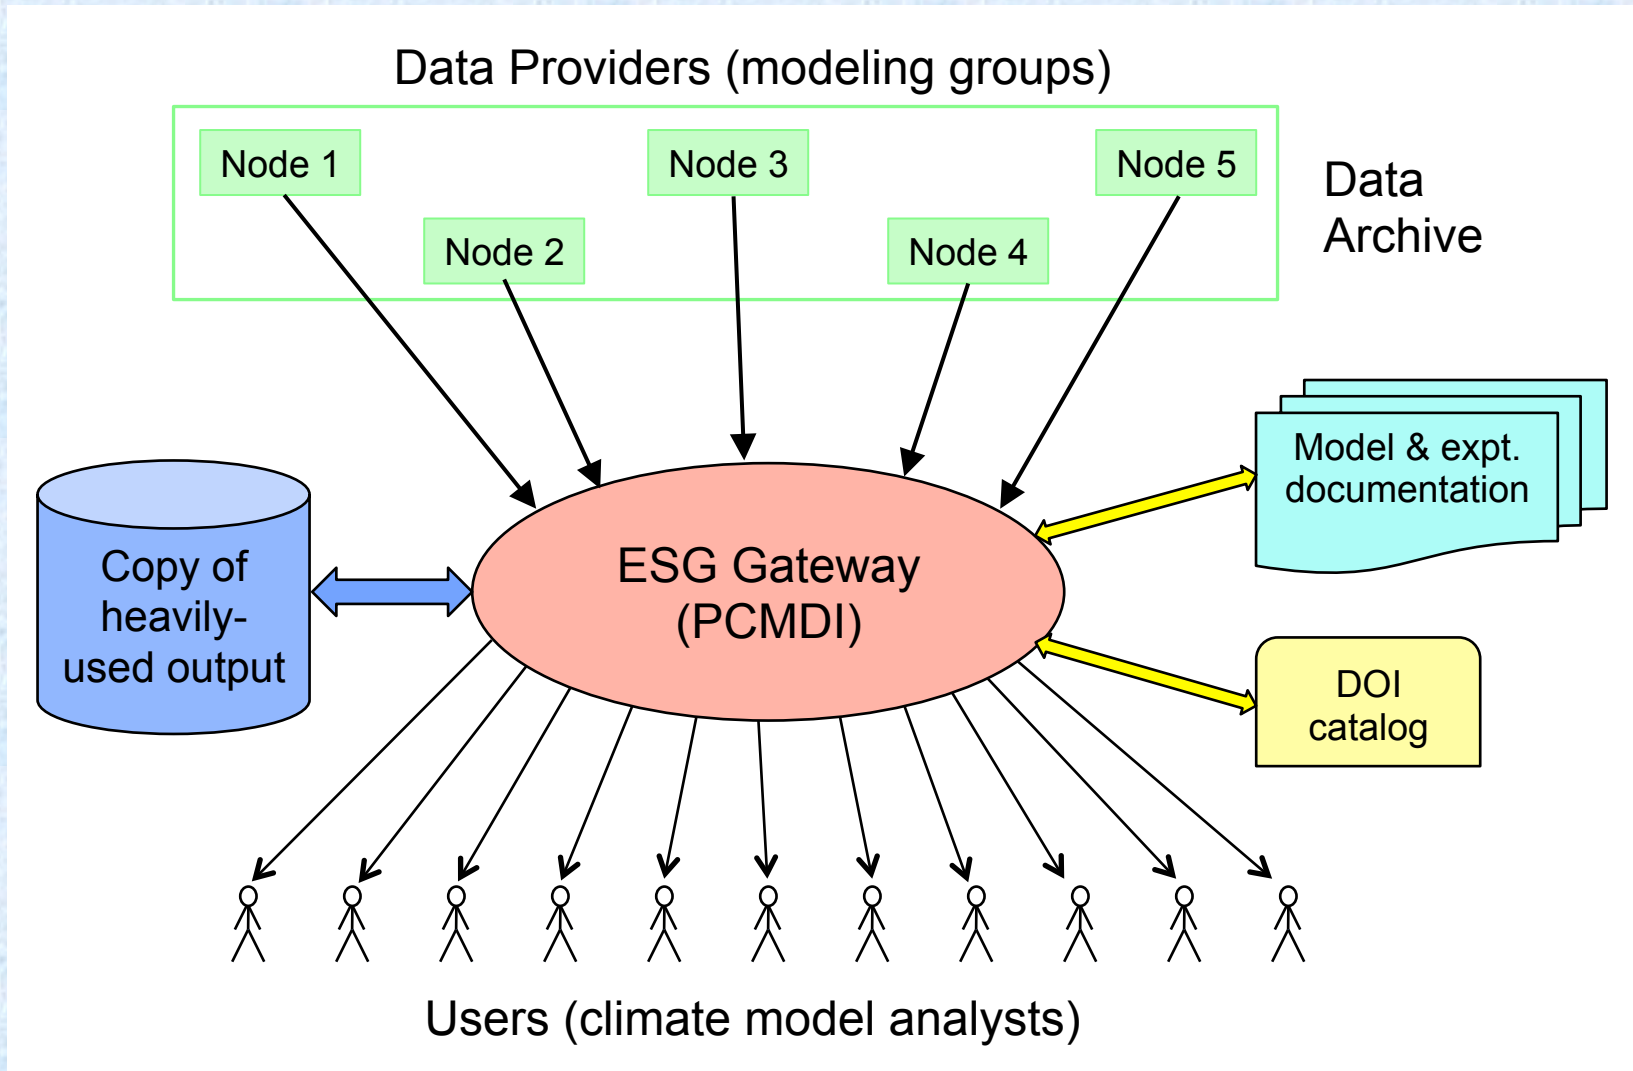 Data Providers (modeling groups)
Node 1
Node 3
Node 5
Node 2
Node 4
Data
Archive
Model & expt.
documentation
Copy of
heavily-
used output
ESG Gateway
(PCMDI)
DOI
catalog
Users (climate model analysts)